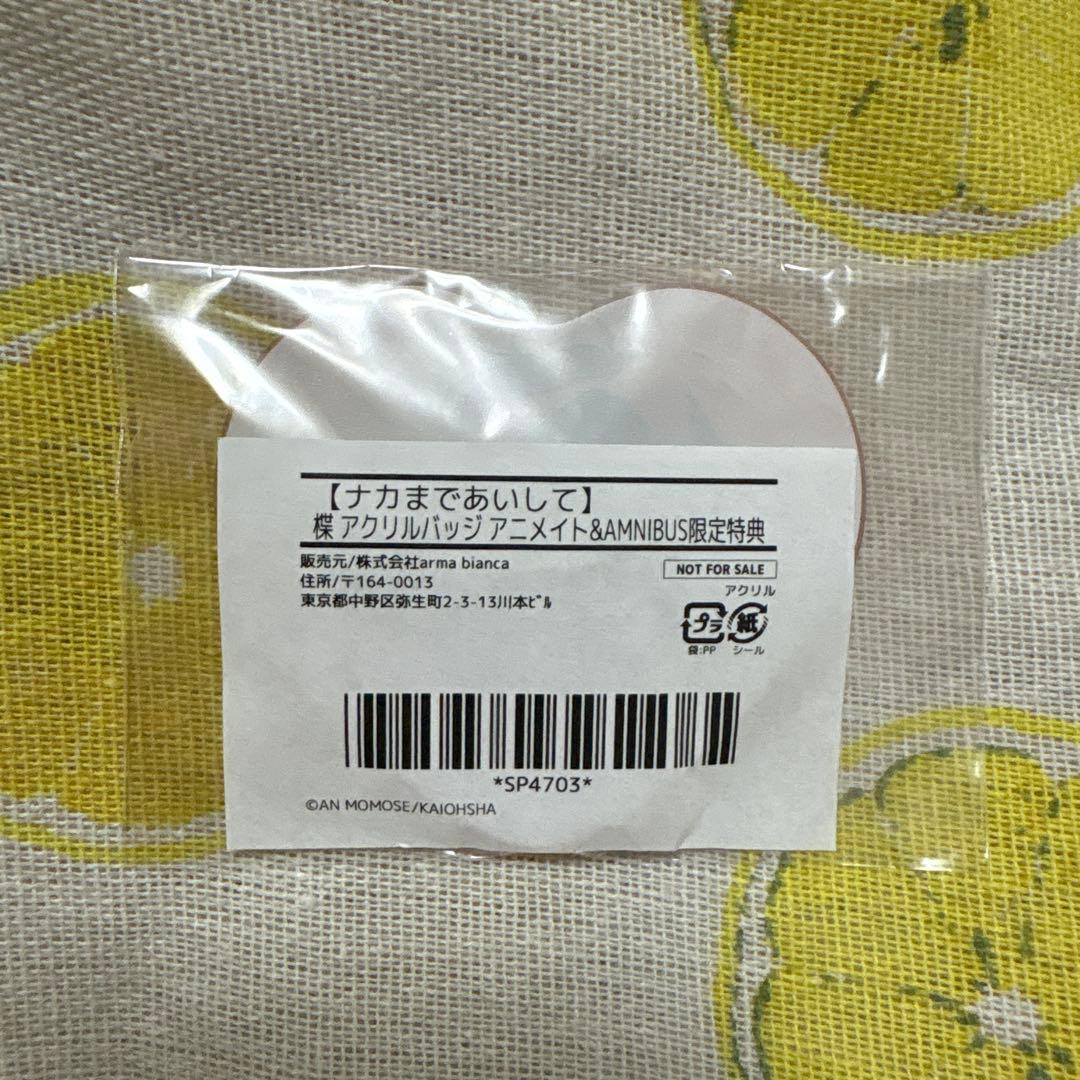 【ナカまであいして】
楪 アクリルバッジ アニメイト&AMNIBUS限定特典
販売元/株式会社arma bianca
住所/〒164-0013
東京都中野区弥生町2-3-13川本ﾋﾞﾙ
NOT FOR SALE
アクリル
プラ 紙
袋:PP シール
*SP4703*
©AN MOMOSE/KAIOHSHA